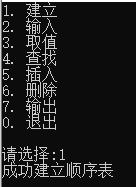 1. 建立
2. 输入
3. 取值
4. 查找
5. 插入
6. 删除
7. 输出
0. 退出
请选择:1
成功建立顺序表